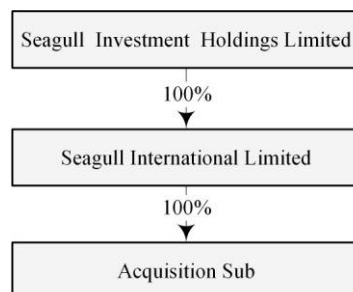 Seagull Investment Holdings Limited
100%
Seagull International Limited
100%
Acquisition Sub